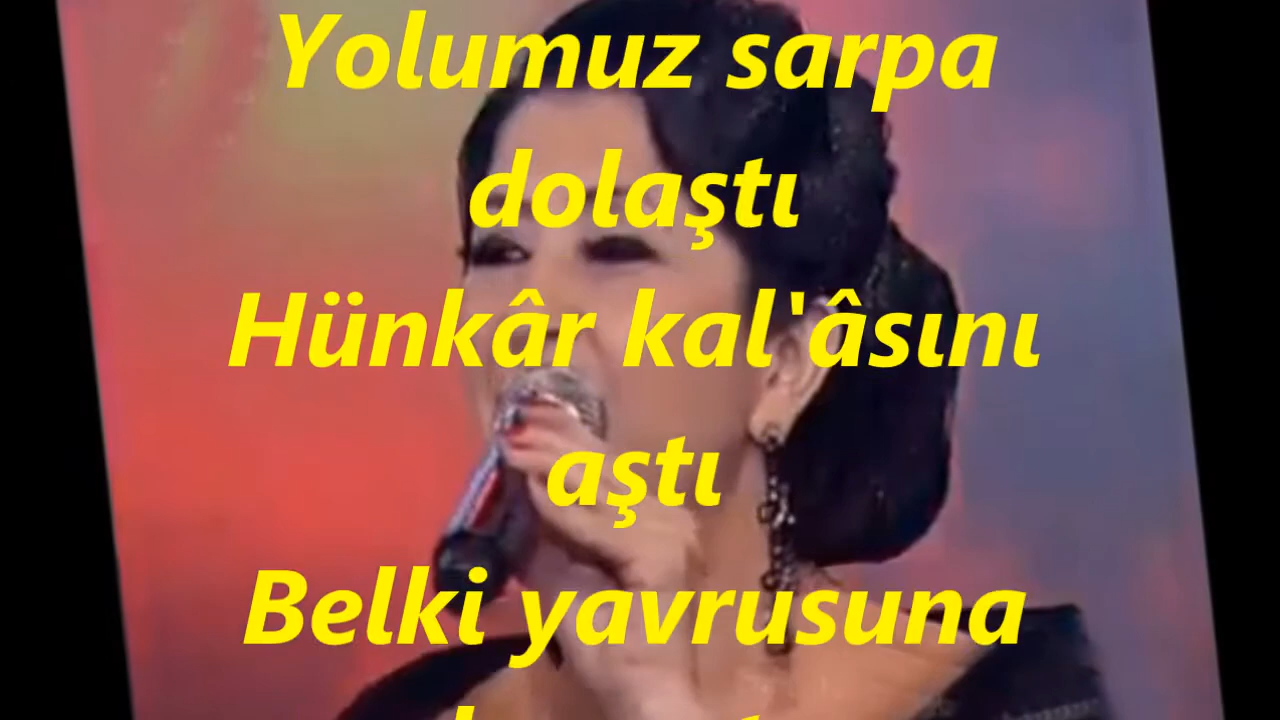 Yolumuz sarpa
dolaştı
Hünkâr kal'âsını
aştı
Belki yavrusuna